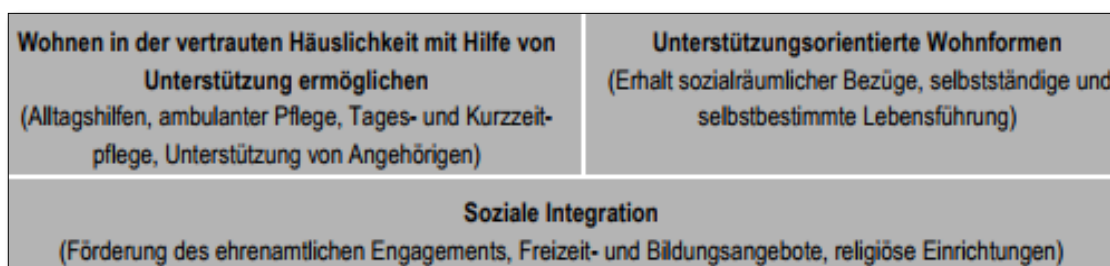 Wohnen in der vertrauten Häuslichkeit mit Hilfe von
Unterstützung ermöglichen
(Alltagshilfen, ambulanter Pflege, Tages- und Kurzzeit-
pflege, Unterstützung von Angehörigen)
Unterstützungsorientierte Wohnformen
(Erhalt sozialräumlicher Bezüge, selbstständige und
selbstbestimmte Lebensführung)
Soziale Integration
(Förderung des ehrenamtlichen Engagements, Freizeit- und Bildungsangebote, religiöse Einrichtungen)